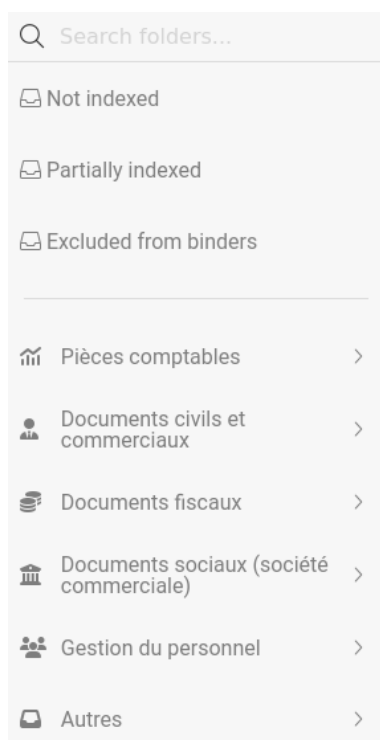 Search folders...
Not indexed
Partially indexed
Excluded from binders
Pièces comptables
Documents civils et
commerciaux
Documents fiscaux
Documents sociaux (société
commerciale)
Gestion du personnel
Autres